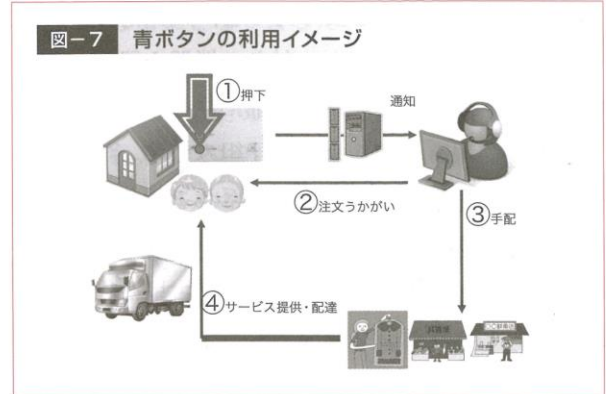 図-7 青ボタンの利用イメージ
①押下
通知
②注文うかがい
③手配
④サービス提供・配達